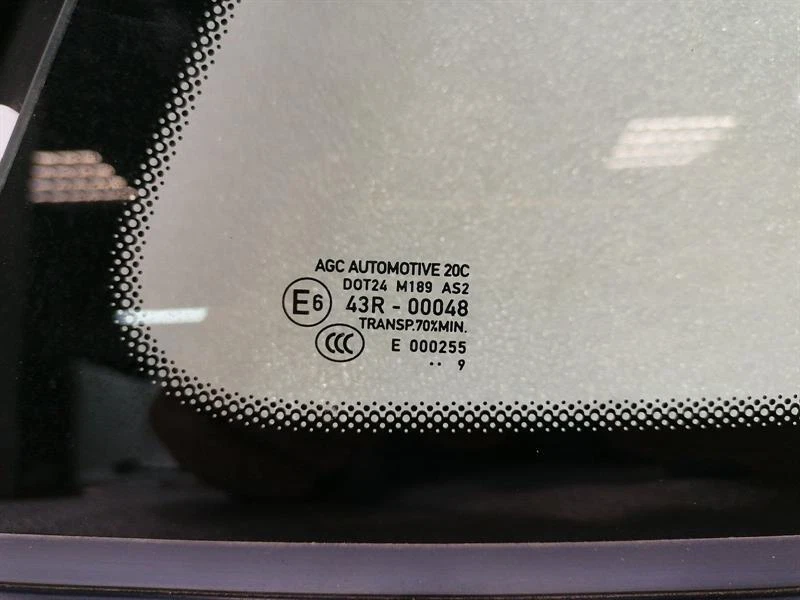 AGC AUTOMOTIVE 20C
DOT24 M189 AS2
E6 43R - 00048
TRANSP.70%MIN.
CCC E 000255
·· 9